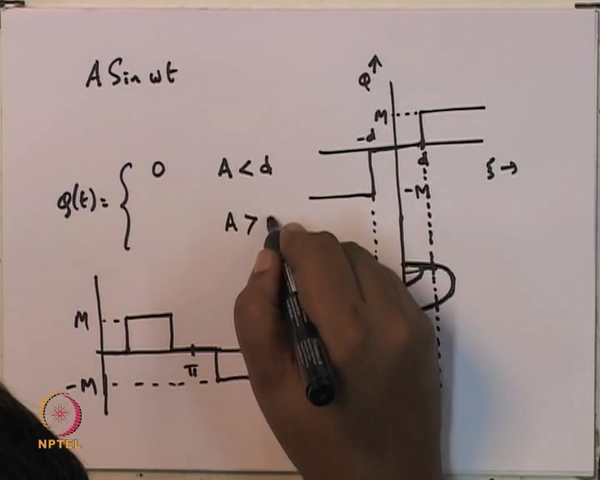 A Sin ωt
φ ↑
M
-d
d
ξ →
-M
φ(t) = { 0 A < d
A >
M
π
-M
NPTEL